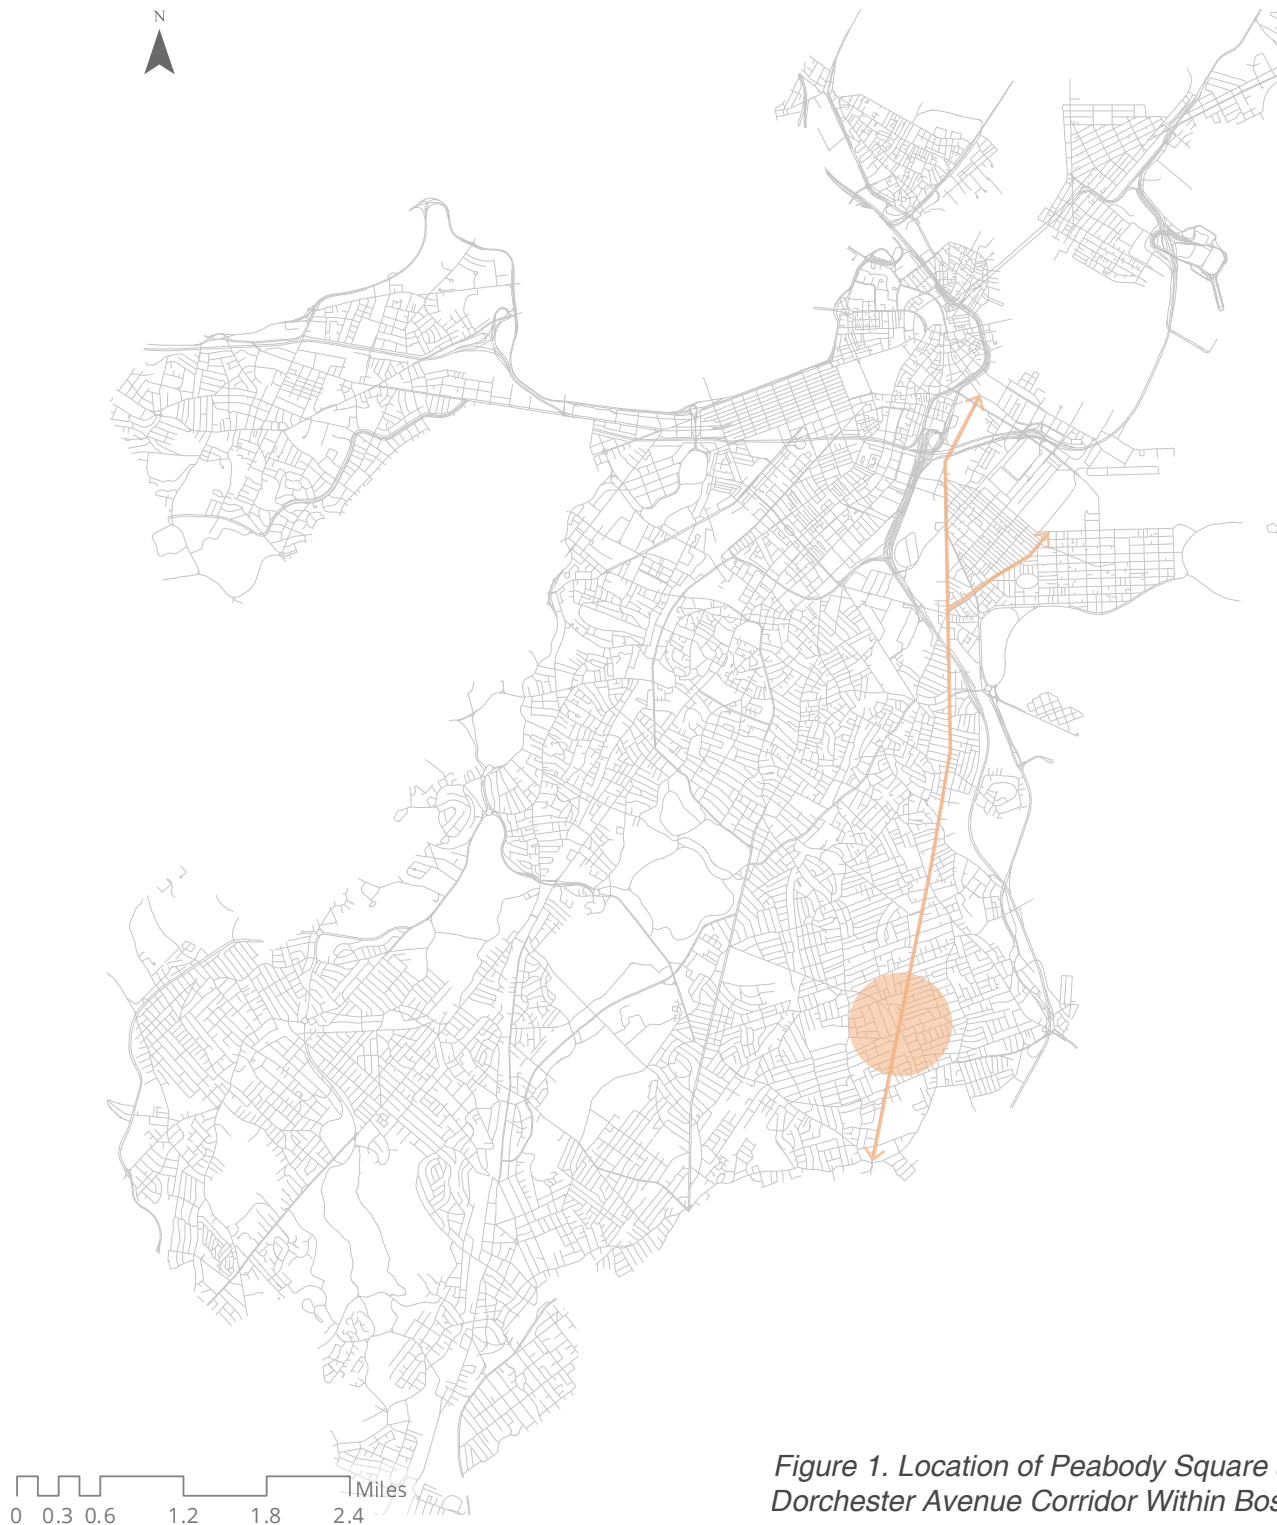 N
Miles
0 0.3 0.6 1.2 1.8 2.4
Figure 1. Location of Peabody Square
Dorchester Avenue Corridor Within